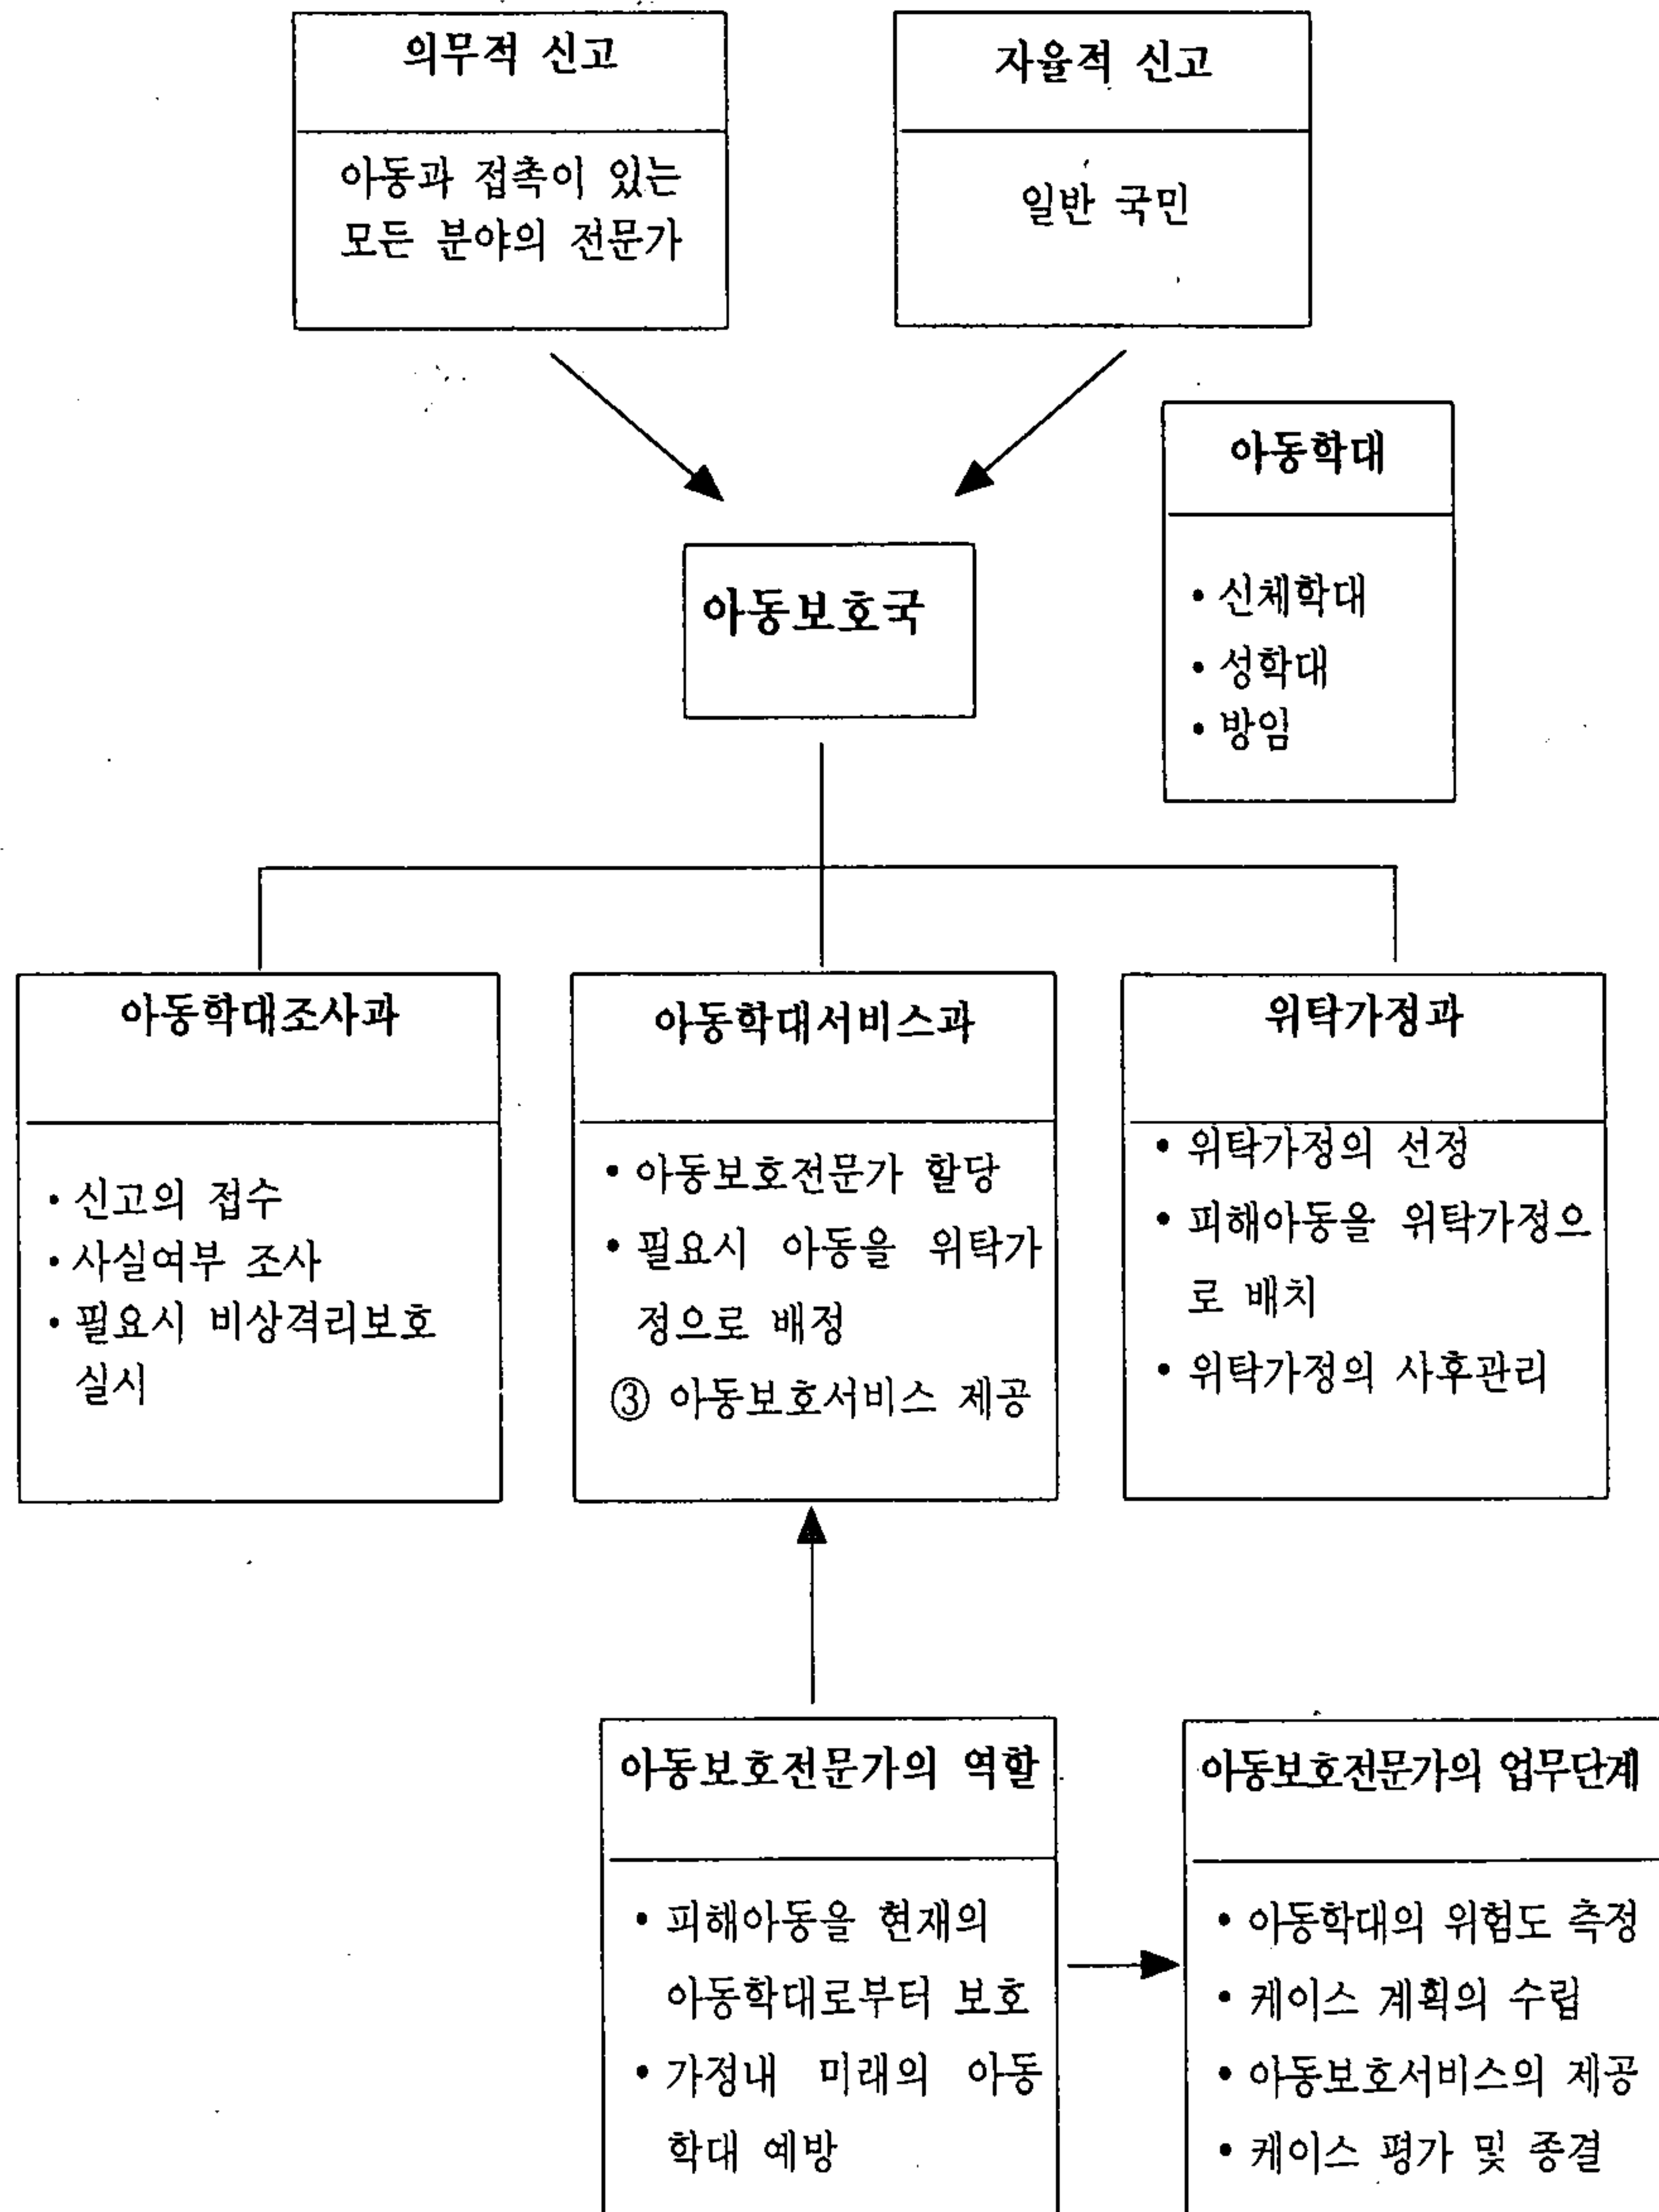 의무적 신고
아동과 접촉이 있는
모든 분야의 전문가
자율적 신고
일반 국민
아동학대
• 신체학대
• 성학대
• 방임
아동보호국
아동학대조사과
• 신고의 접수
• 사실여부 조사
• 필요시 비상격리보호
실시
아동학대서비스과
• 아동보호전문가 할당
• 필요시 아동을 위탁가
정으로 배정
③ 아동보호서비스 제공
위탁가정과
• 위탁가정의 선정
• 피해아동을 위탁가정으
로 배치
• 위탁가정의 사후관리
아동보호전문가의 역할
• 피해아동을 현재의
아동학대로부터 보호
• 가정내 미래의 아동
학대 예방
아동보호전문가의 업무단계
• 아동학대의 위험도 측정
• 케이스 계획의 수립
• 아동보호서비스의 제공
• 케이스 평가 및 종결